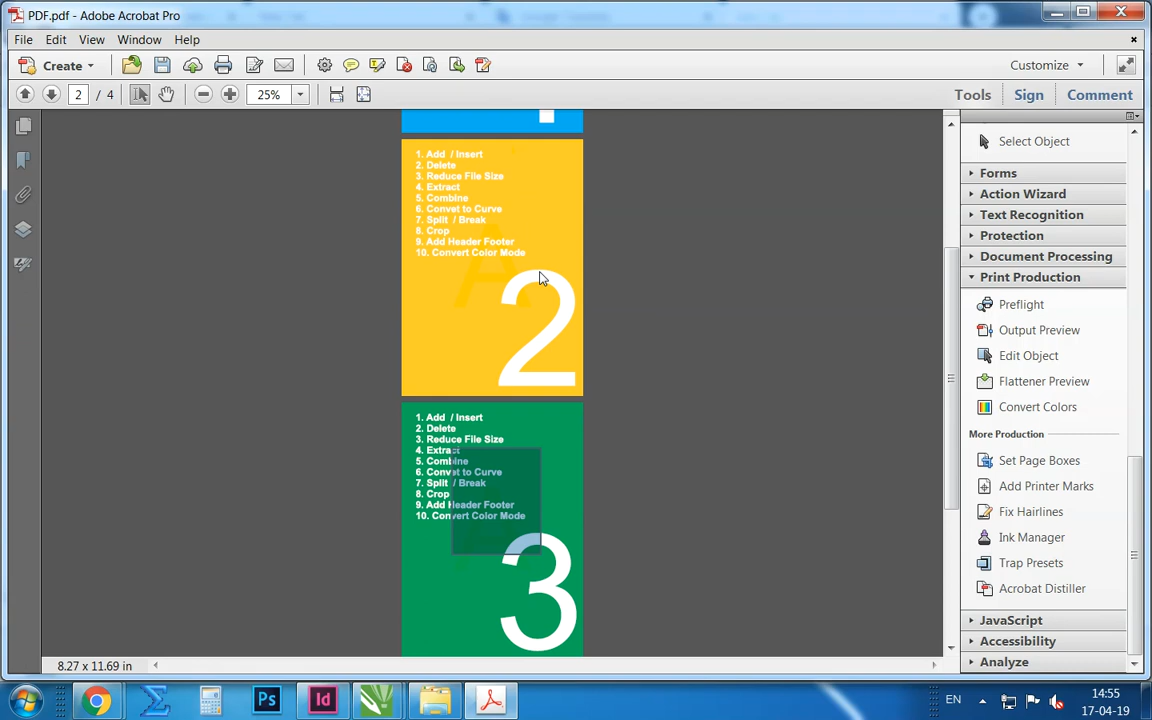 PDF.pdf - Adobe Acrobat Pro
File Edit View Window Help
Create Customize
2 / 4 25% Tools Sign Comment
1. Add / Insert
2. Delete
3. Reduce File Size
4. Extract
5. Combine
6. Convet to Curve
7. Split / Break
8. Crop
9. Add Header Footer
10. Convert Color Mode
A
2
1. Add / Insert
2. Delete
3. Reduce File Size
4. Extract
5. Combine
6. Convet to Curve
7. Split / Break
8. Crop
9. Add Header Footer
10. Convert Color Mode
3
Select Object
Forms
Action Wizard
Text Recognition
Protection
Document Processing
Print Production
Preflight
Output Preview
Edit Object
Flattener Preview
Convert Colors
More Production
Set Page Boxes
Add Printer Marks
Fix Hairlines
Ink Manager
Trap Presets
Acrobat Distiller
JavaScript
Accessibility
Analyze
8.27 x 11.69 in
Ps Id EN 14:55
17-04-19